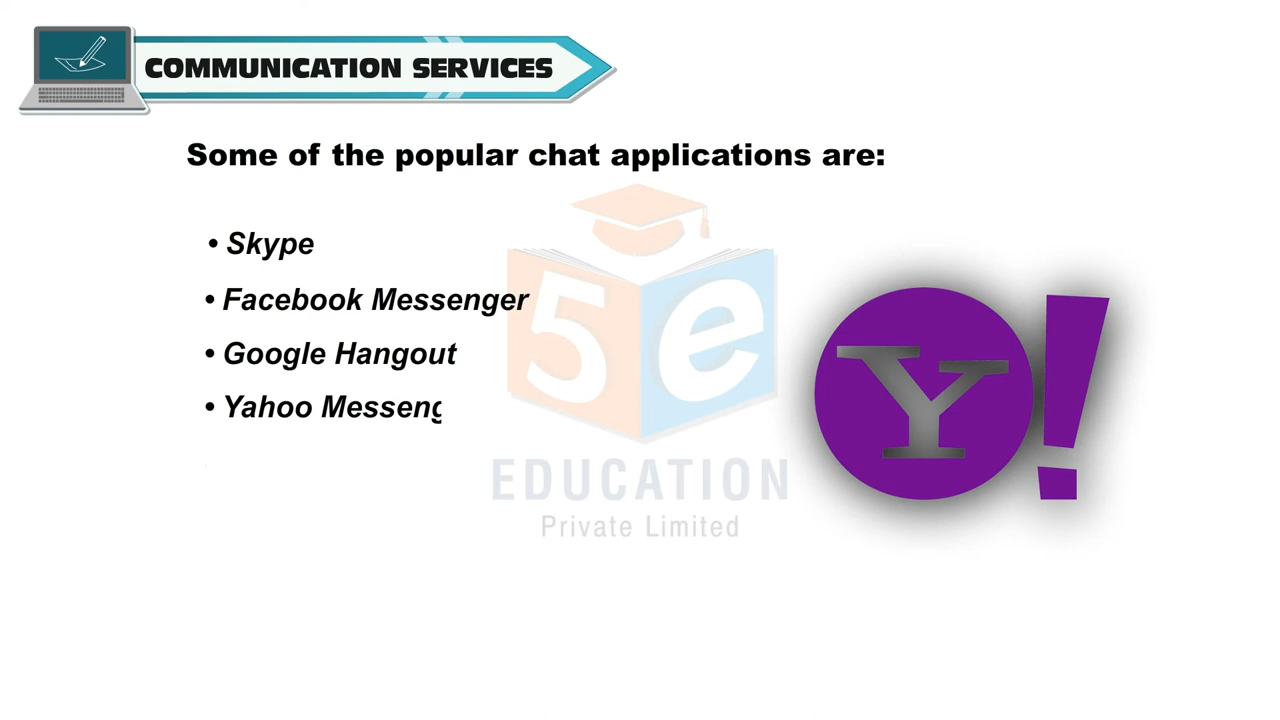 COMMUNICATION SERVICES
Some of the popular chat applications are:
• Skype
• Facebook Messenger
• Google Hangout
• Yahoo Messeng
5e
EDUCATION
Private Limited
Y!